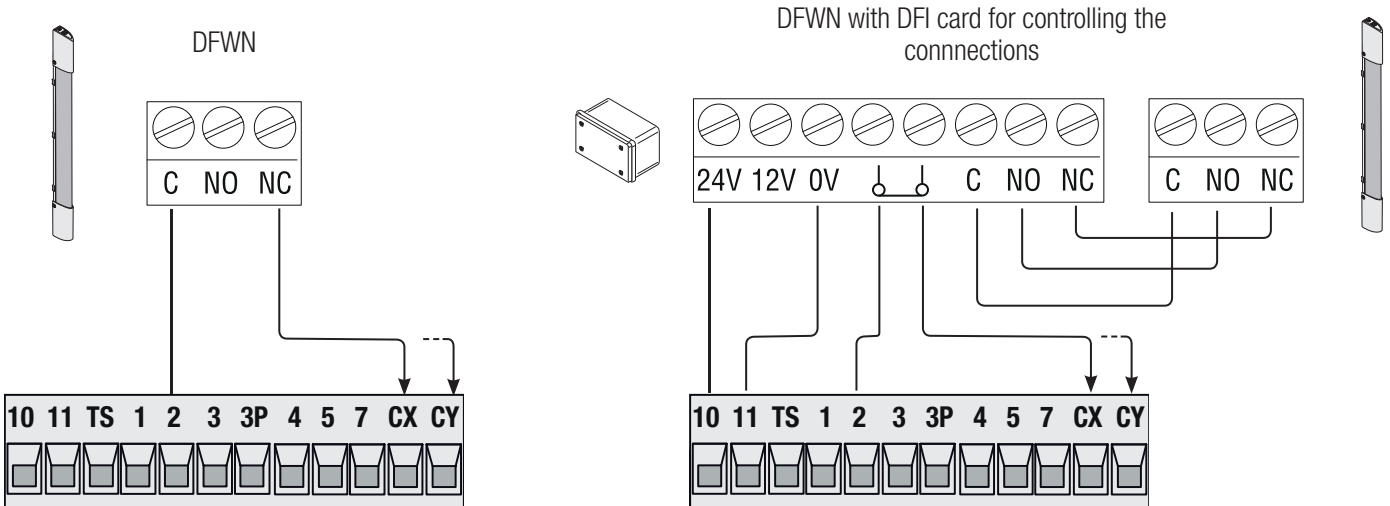 DFWN
C NO NC
10 11 TS 1 2 3 3P 4 5 7 CX CY
DFWN with DFI card for controlling the
connnections
24V 12V 0V C NO NC
C NO NC
10 11 TS 1 2 3 3P 4 5 7 CX CY